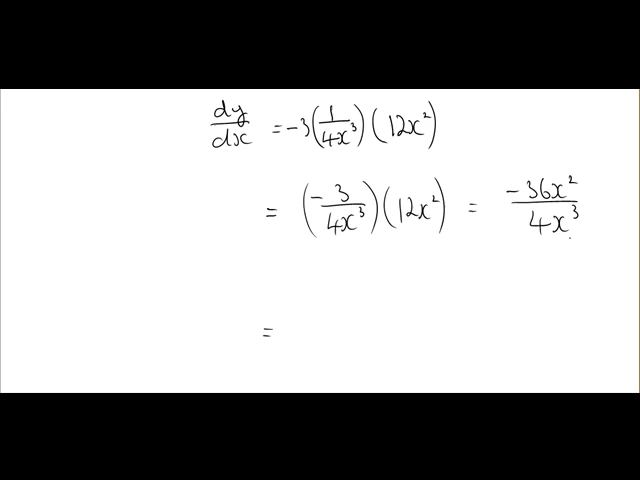 dy/dx = -3(1/4x³)(12x²)
= (-3/4x³)(12x²) = -36x²/4x³
=